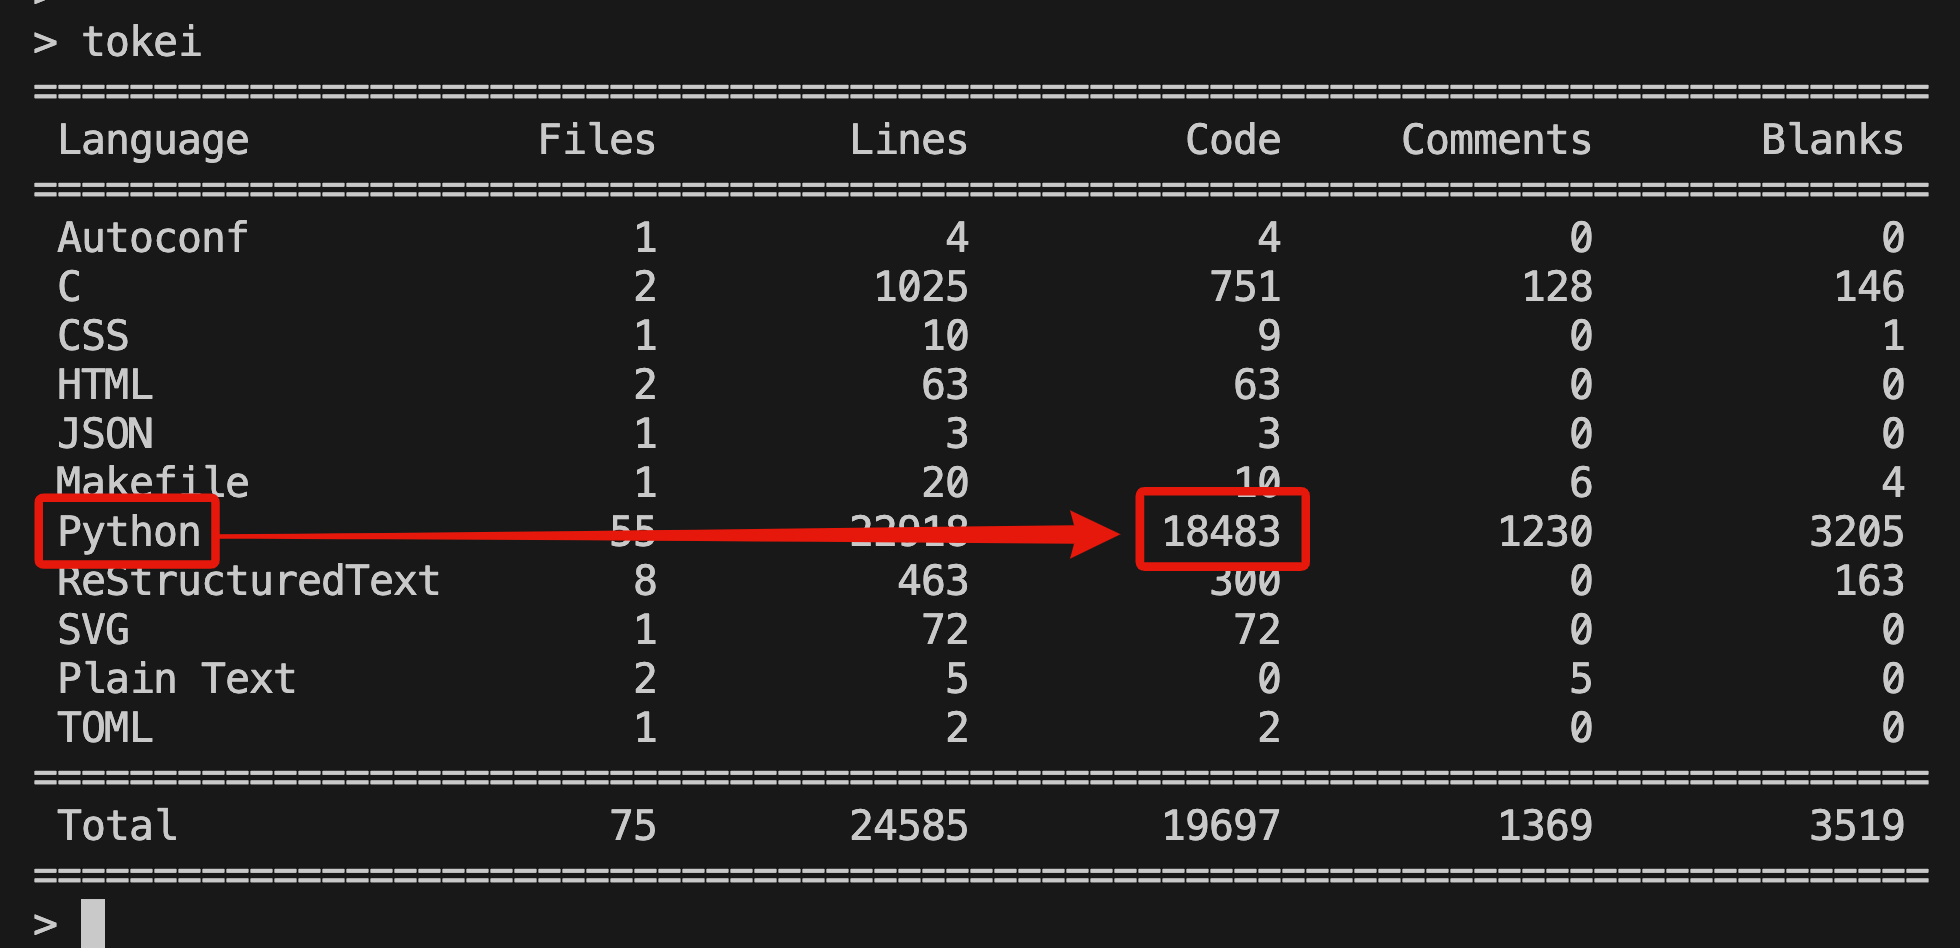 > tokei
===============================================================================
 Language            Files        Lines         Code     Comments       Blanks
===============================================================================
 Autoconf                1            4            4            0            0
 C                       2         1025          751          128          146
 CSS                     1           10            9            0            1
 HTML                    2           63           63            0            0
 JSON                    1            3            3            0            0
 Makefile                1           20           10            6            4
 Python                 55        22918        18483         1230         3205
 ReStructuredText        8          463          300            0          163
 SVG                     1           72           72            0            0
 Plain Text              2            5            0            5            0
 TOML                    1            2            2            0            0
===============================================================================
 Total                  75        24585        19697         1369         3519
===============================================================================
>